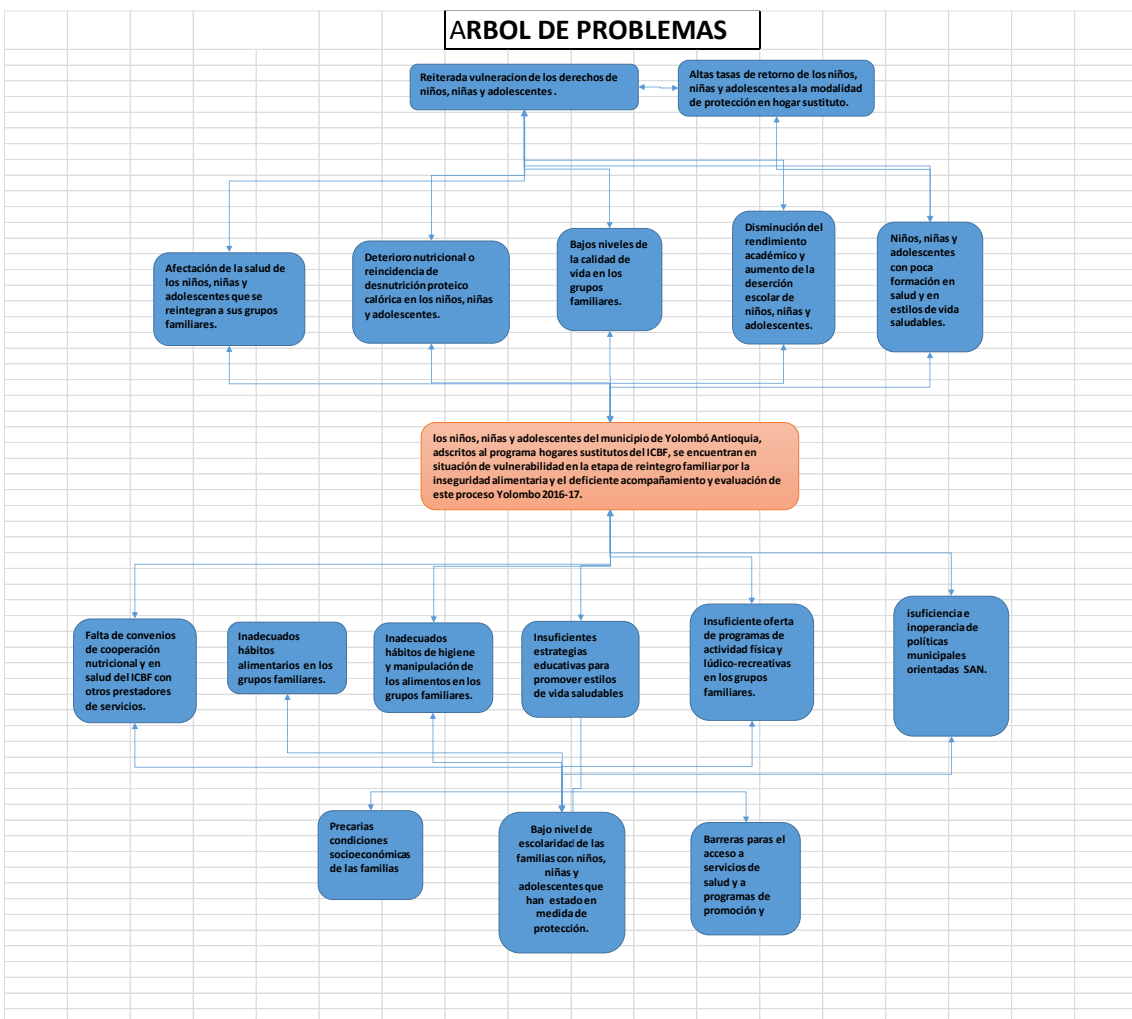 ARBOL DE PROBLEMAS
Reiterada vulneracion de los derechos de
niños, niñas y adolescentes .
Altas tasas de retorno de los niños,
niñas y adolescentes a la modalidad
de protección en hogar sustituto.
Afectación de la salud de
los niños, niñas y
adolescentes que se
reintegran a sus grupos
familiares.
Deterioro nutricional o
reincidencia de
desnutrición proteico
calórica en los niños, niñas
y adolescentes.
Bajos niveles de
la calidad de
vida en los
grupos
familiares.
Disminución del
rendimiento
académico y
aumento de la
deserción
escolar de
niños, niñas y
adolescentes.
Niños, niñas y
adolescentes
con poca
formación en
salud y en
estilos de vida
saludables.
los niños, niñas y adolescentes del municipio de Yolombó Antioquia,
adscritos al programa hogares sustitutos del ICBF, se encuentran en
situación de vulnerabilidad en la etapa de reintegro familiar por la
inseguridad alimentaria y el deficiente acompañamiento y evaluación de
este proceso Yolombo 2016-17.
Falta de convenios
de cooperación
nutricional y en
salud del ICBF con
otros prestadores
de servicios.
Inadecuados
hábitos
alimentarios en los
grupos familiares.
Inadecuados
hábitos de higiene
y manipulación de
los alimentos en los
grupos familiares.
Insuficientes
estrategias
educativas para
promover estilos
de vida saludables
Insuficiente oferta
de programas de
actividad física y
lúdico-recreativas
en los grupos
familiares.
isuficiencia e
inoperancia de
políticas
municipales
orientadas SAN.
Precarias
condiciones
socioeconómicas
de las familias
Bajo nivel de
escolaridad de las
familias con niños,
niñas y
adolescentes que
han estado en
medida de
protección.
Barreras paras el
acceso a
servicios de
salud y a
programas de
promoción y